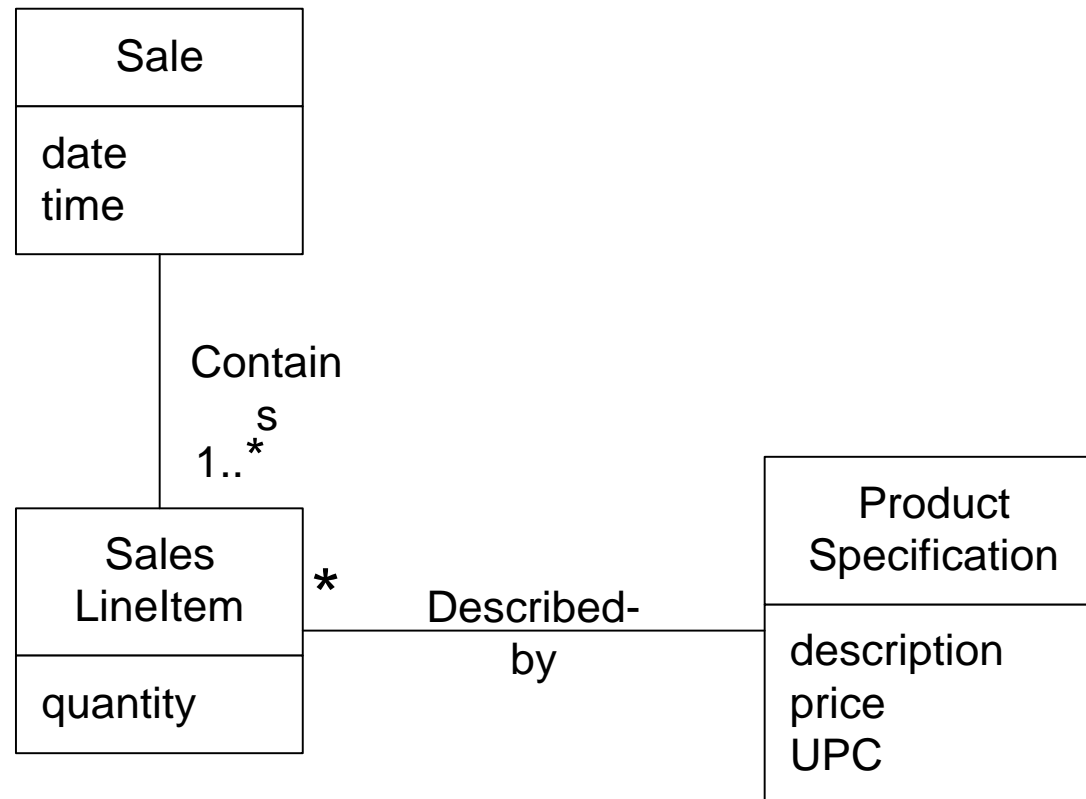 Sale
date
time
Contain
s
1..*
Sales
LineItem
quantity
*
Described-
by
Product
Specification
description
price
UPC